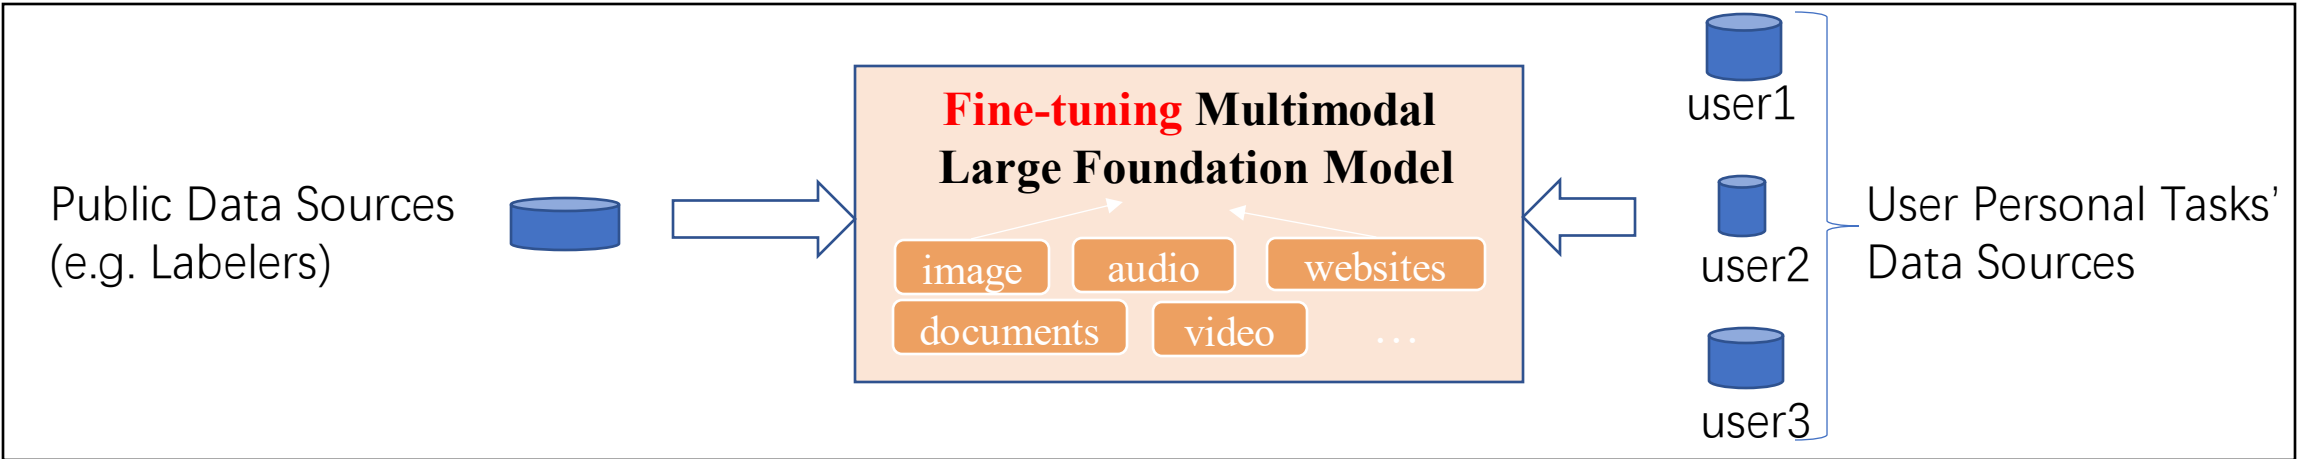 Public Data Sources
(e.g. Labelers)
Fine-tuning Multimodal
Large Foundation Model
image
audio
websites
documents
video
...
user1
user2
user3
User Personal Tasks’
Data Sources